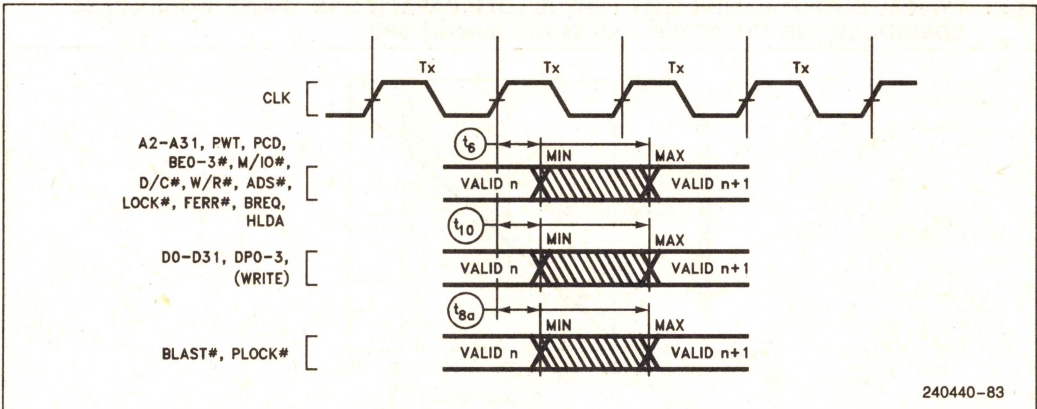 Tx Tx Tx Tx
CLK
A2-A31, PWT, PCD,
BE0-3#, M/IO#,
D/C#, W/R#, ADS#,
LOCK#, FERR#, BREQ,
HLDA
t6
MIN MAX
VALID n VALID n+1
D0-D31, DP0-3,
(WRITE)
t10
MIN MAX
VALID n VALID n+1
BLAST#, PLOCK#
t8a
MIN MAX
VALID n VALID n+1
240440-83